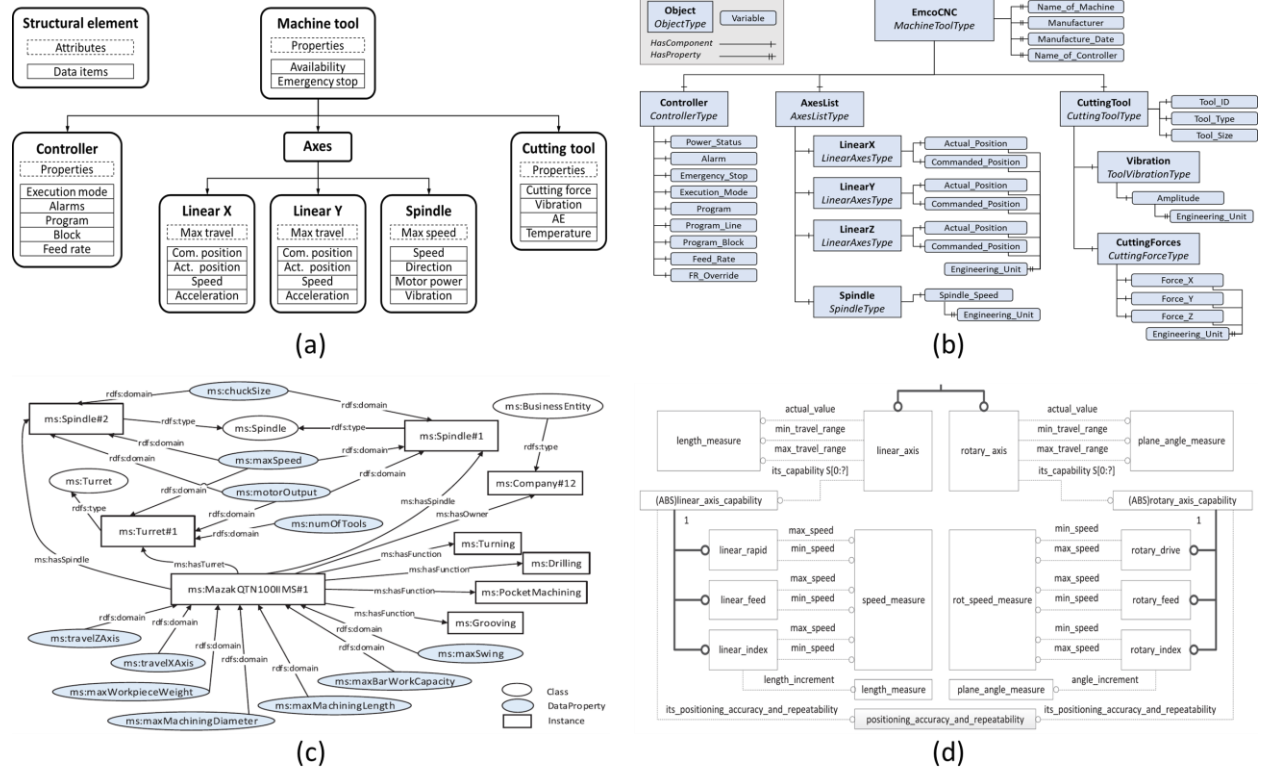 Structural element
Attributes
Data items
Machine tool
Properties
Availability
Emergency stop
Controller
Properties
Execution mode
Alarms
Program
Block
Feed rate
Axes
Linear X
Max travel
Com. position
Act. position
Speed
Acceleration
Linear Y
Max travel
Com. position
Act. position
Speed
Acceleration
Spindle
Max speed
Speed
Direction
Motor power
Vibration
Cutting tool
Properties
Cutting force
Vibration
AE
Temperature
(a)
Object
ObjectType
Variable
HasComponent
HasProperty
EmcoCNC
MachineToolType
Name_of_Machine
Manufacturer
Manufacture_Date
Name_of_Controller
Controller
ControllerType
Power_Status
Alarm
Emergency_Stop
Execution_Mode
Program
Program_Line
Program_Block
Feed_Rate
FR_Override
AxesList
AxesListType
LinearX
LinearAxesType
Actual_Position
Commanded_Position
LinearY
LinearAxesType
Actual_Position
Commanded_Position
LinearZ
LinearAxesType
Actual_Position
Commanded_Position
Engineering_Unit
Spindle
SpindleType
Spindle_Speed
Engineering_Unit
CuttingTool
CuttingToolType
Tool_ID
Tool_Type
Tool_Size
Vibration
ToolVibrationType
Amplitude
Engineering_Unit
CuttingForces
CuttingForceType
Force_X
Force_Y
Force_Z
Engineering_Unit
(b)
ms:chuckSize
rdfs:domain
rdfs:domain
ms:BusinessEntity
ms:Spindle#2
rdfs:type
ms:Spindle
rdfs:type
ms:Spindle#1
rdfs:type
rdfs:domain
ms:maxSpeed
rdfs:domain
ms:Turret
rdfs:domain
ms:motorOutput
rdfs:domain
ms:Company#12
rdfs:type
rdfs:domain
ms:hasSpindle
ms:hasOwner
ms:Turret#1
rdfs:domain
ms:numOfTools
ms:hasSpindle
ms:hasTurret
ms:hasFunction
ms:Turning
ms:hasFunction
ms:Drilling
ms:MazakQTN100IIMS#1
ms:hasFunction
ms:PocketMachining
ms:hasFunction
ms:Grooving
rdfs:domain
rdfs:domain
rdfs:domain
rdfs:domain
rdfs:domain
rdfs:domain
rdfs:domain
ms:travelZAxis
ms:travelXAxis
ms:maxSwing
ms:maxBarWorkCapacity
ms:maxWorkpieceWeight
ms:maxMachiningLength
ms:maxMachiningDiameter
Class
DataProperty
Instance
(c)
length_measure
actual_value
min_travel_range
max_travel_range
its_capability S[0:?]
linear_axis
rotary_axis
actual_value
min_travel_range
max_travel_range
its_capability S[0:?]
plane_angle_measure
(ABS)linear_axis_capability
(ABS)rotary_axis_capability
1
1
linear_rapid
max_speed
min_speed
linear_feed
max_speed
min_speed
linear_index
max_speed
min_speed
speed_measure
rot_speed_measure
min_speed
max_speed
rotary_drive
min_speed
max_speed
rotary_feed
min_speed
max_speed
rotary_index
length_increment
length_measure
plane_angle_measure
angle_increment
its_positioning_accuracy_and_repeatability
positioning_accuracy_and_repeatability
its_positioning_accuracy_and_repeatability
(d)